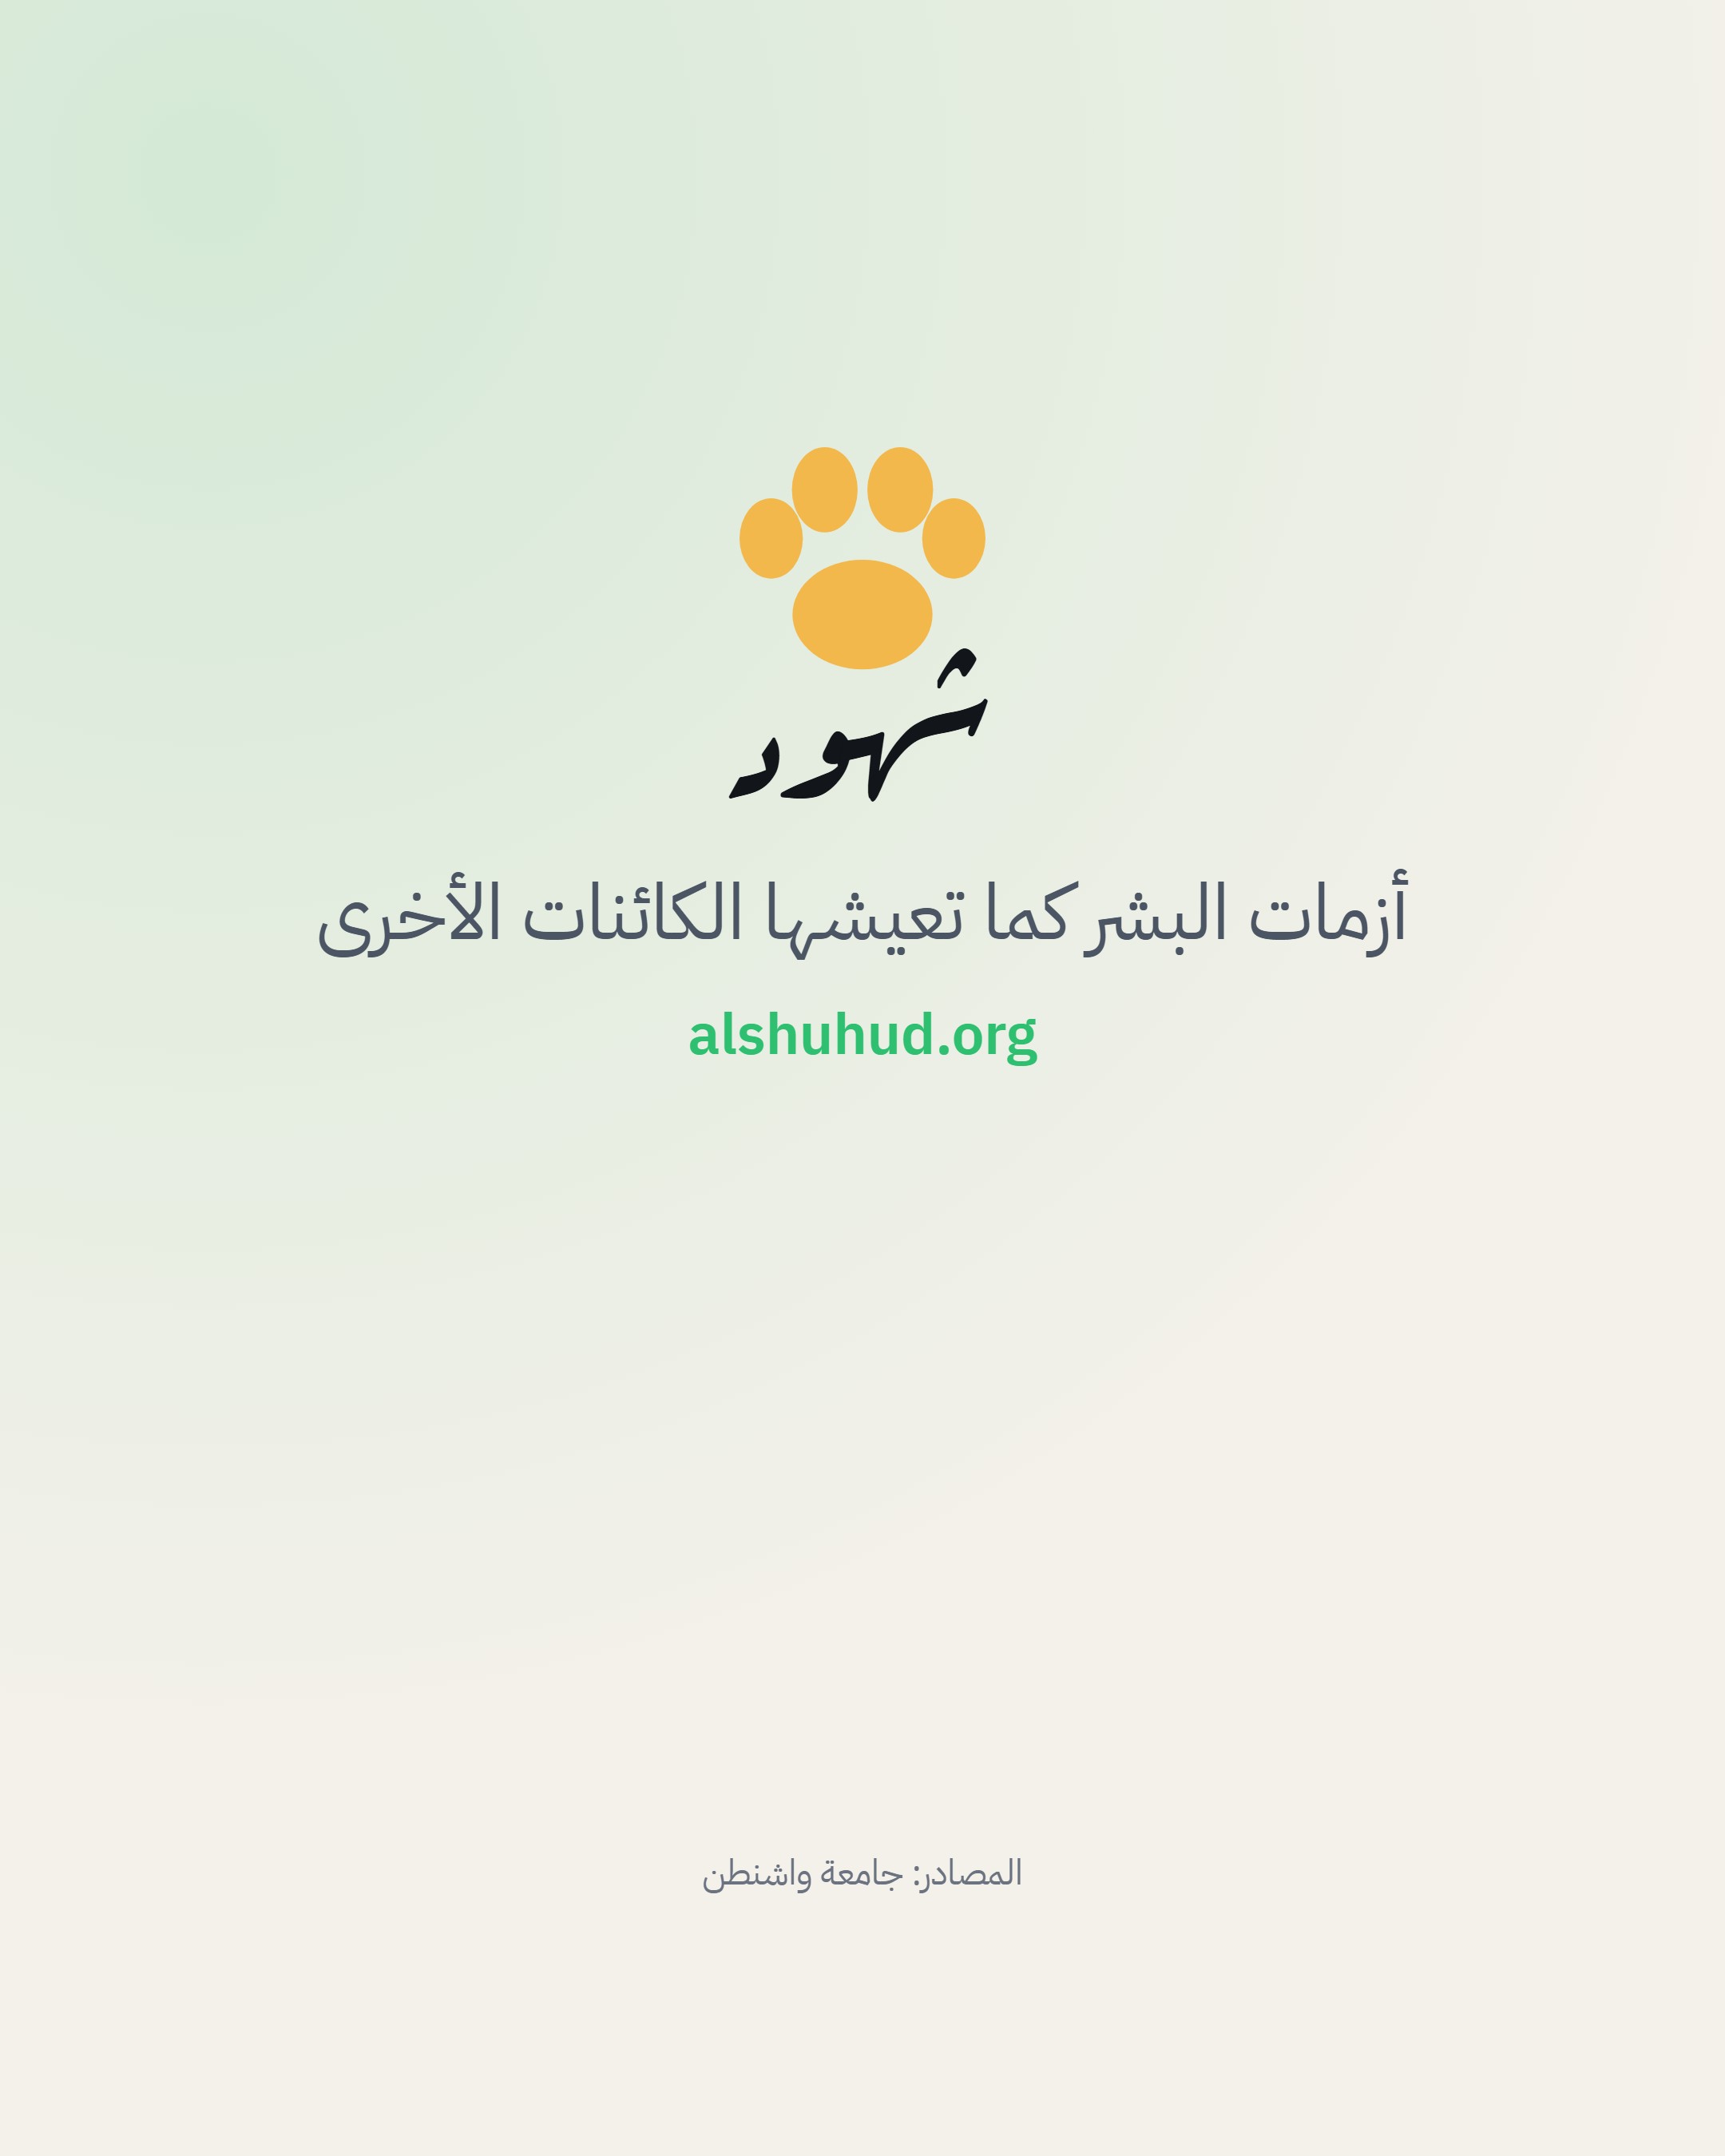 شهود
أزمات البشر كما تعيشها الكائنات الأخرى
alshuhud.org
المصادر: جامعة واشنطن